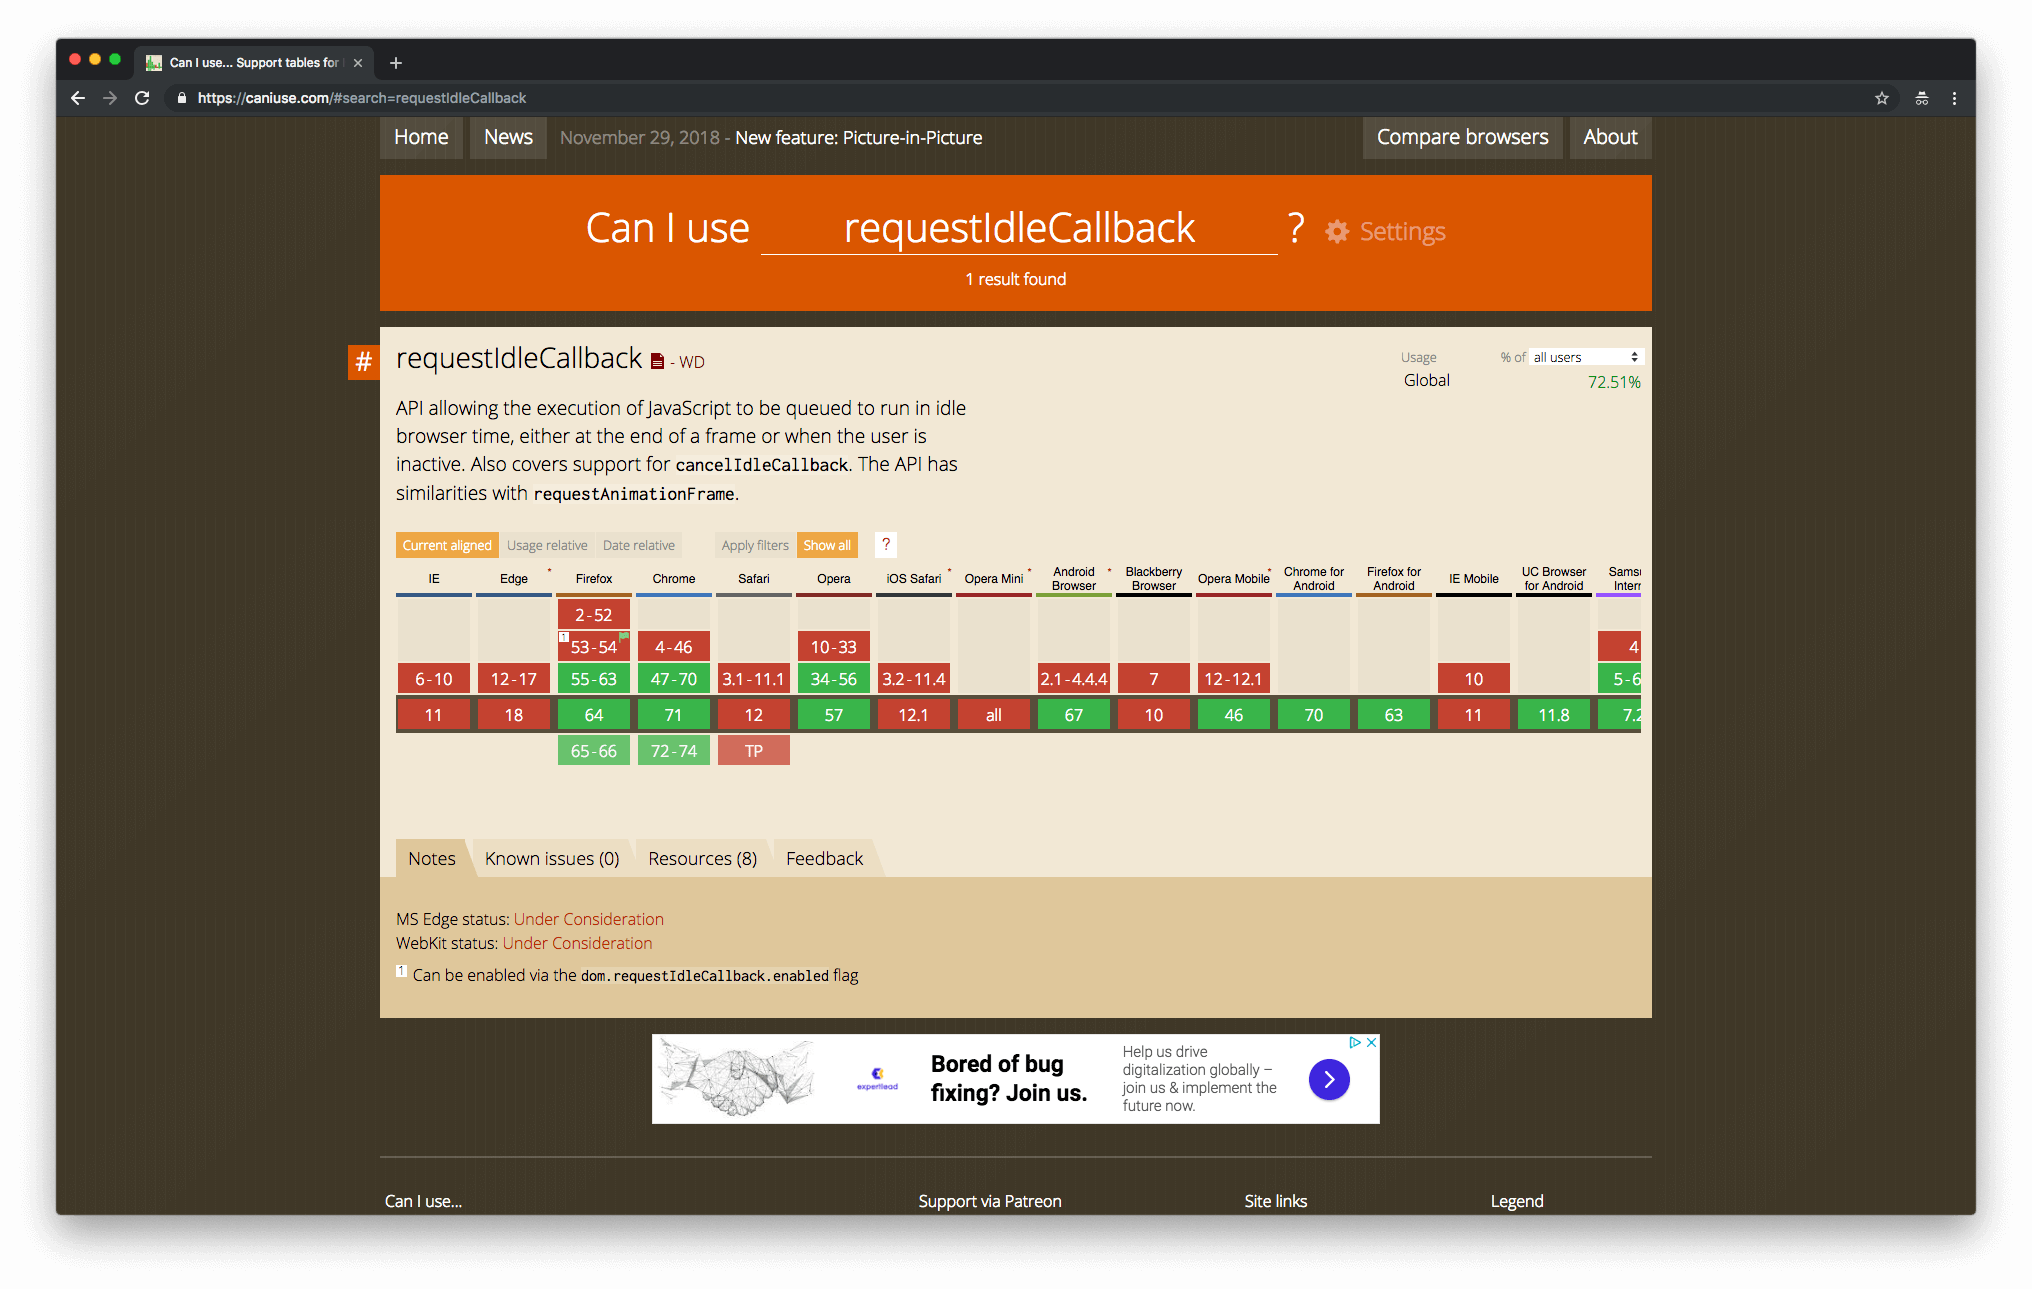 Can I use... Support tables for
https://caniuse.com/#search=requestIdleCallback
Home News November 29, 2018 - New feature: Picture-in-Picture Compare browsers About
Can I use requestIdleCallback ? Settings
1 result found
# requestIdleCallback - WD
Usage % of all users
Global 72.51%
API allowing the execution of JavaScript to be queued to run in idle
browser time, either at the end of a frame or when the user is
inactive. Also covers support for cancelIdleCallback. The API has
similarities with requestAnimationFrame.
Current aligned Usage relative Date relative Apply filters Show all ?
IE Edge * Firefox Chrome Safari Opera iOS Safari * Opera Mini * Android Browser * Blackberry Browser Opera Mobile * Chrome for Android Firefox for Android IE Mobile UC Browser for Android
2-52
1 53-54 4-46 10-33 4
6-10 12-17 55-63 47-70 3.1-11.1 34-56 3.2-11.4 2.1-4.4.4 7 12-12.1 10 5-6
11 18 64 71 12 57 12.1 all 67 10 46 70 63 11 11.8 7.2
65-66 72-74 TP
Notes Known issues (0) Resources (8) Feedback
MS Edge status: Under Consideration
WebKit status: Under Consideration
1 Can be enabled via the dom.requestIdleCallback.enabled flag
expertlead
Bored of bug
fixing? Join us.
Help us drive
digitalization globally –
join us & implement the
future now.
Can I use... Support via Patreon Site links Legend